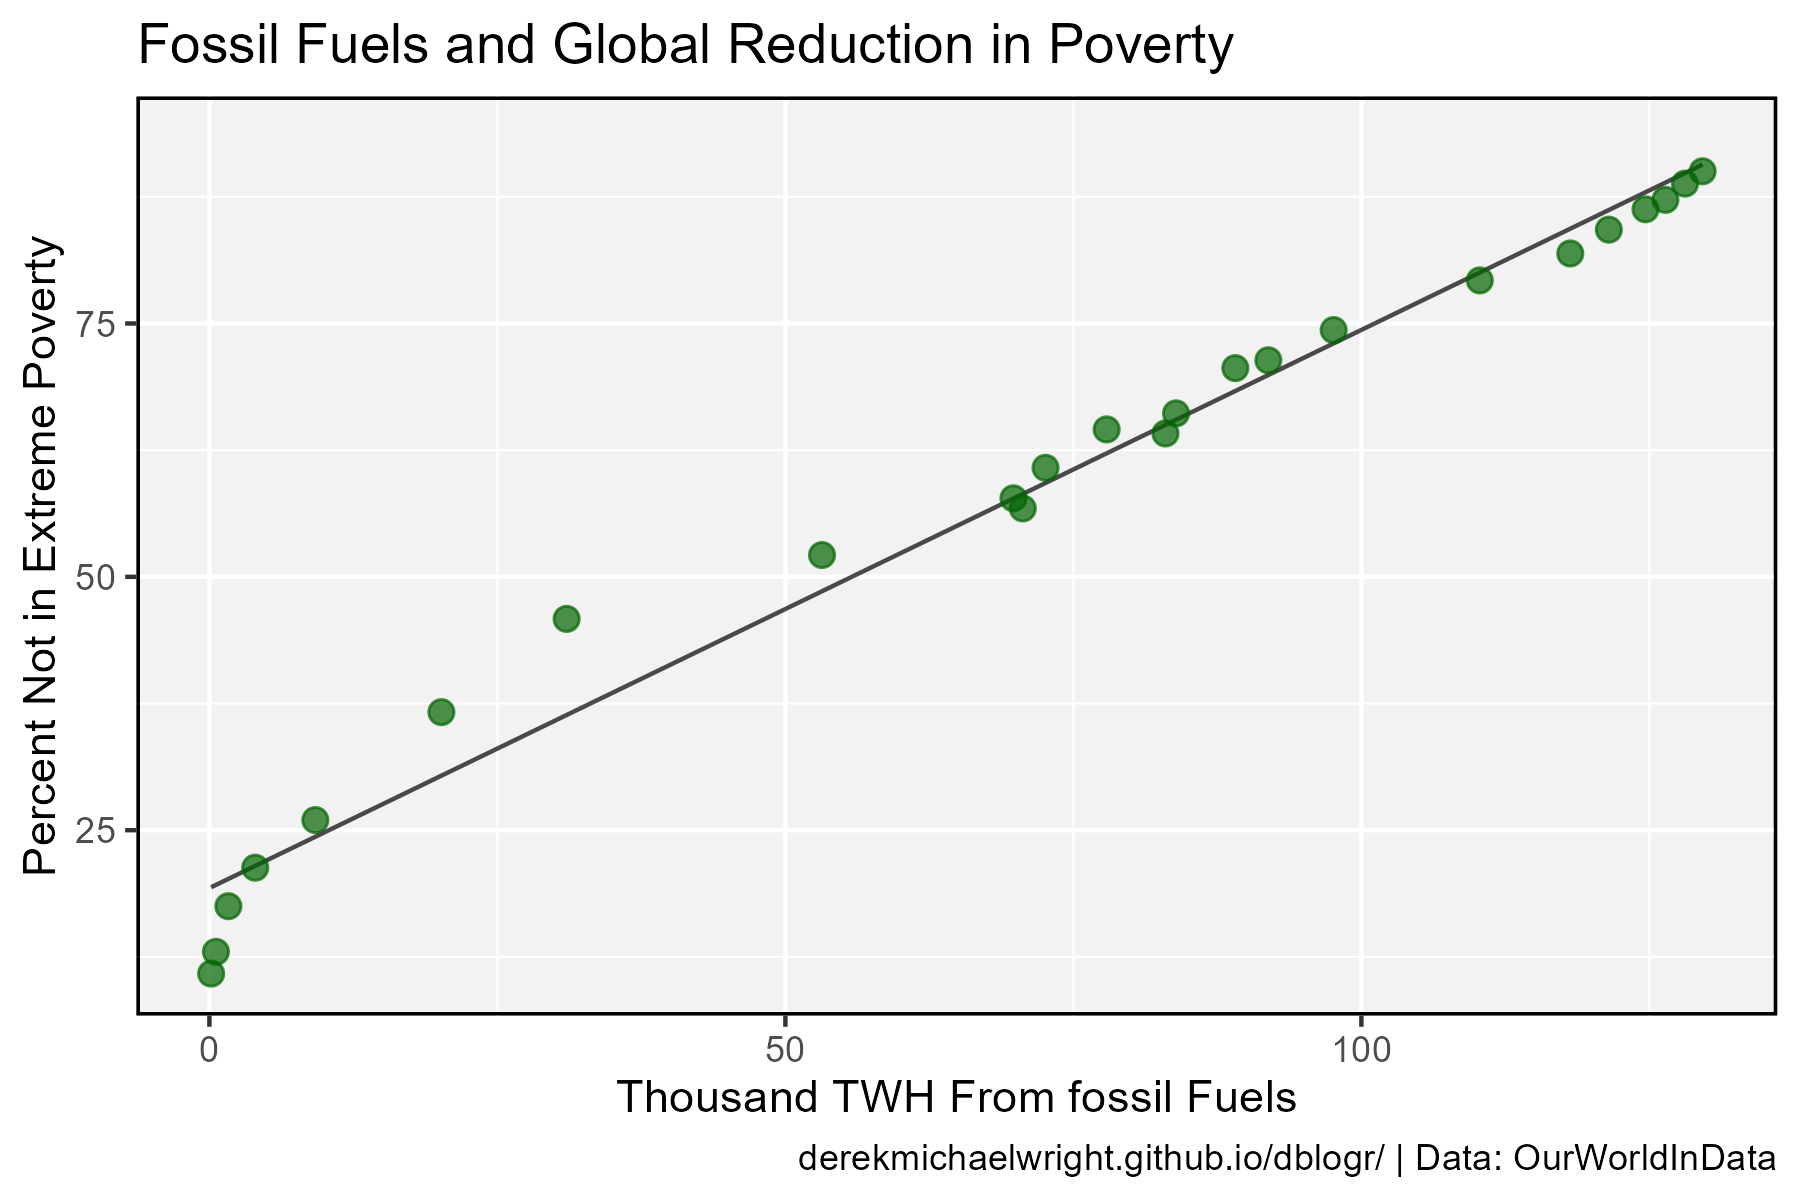 Fossil Fuels and Global Reduction in Poverty
Percent Not in Extreme Poverty
75
50
25
0
50
100
Thousand TWH From fossil Fuels
derekmichaelwright.github.io/dblogr/ | Data: OurWorldInData